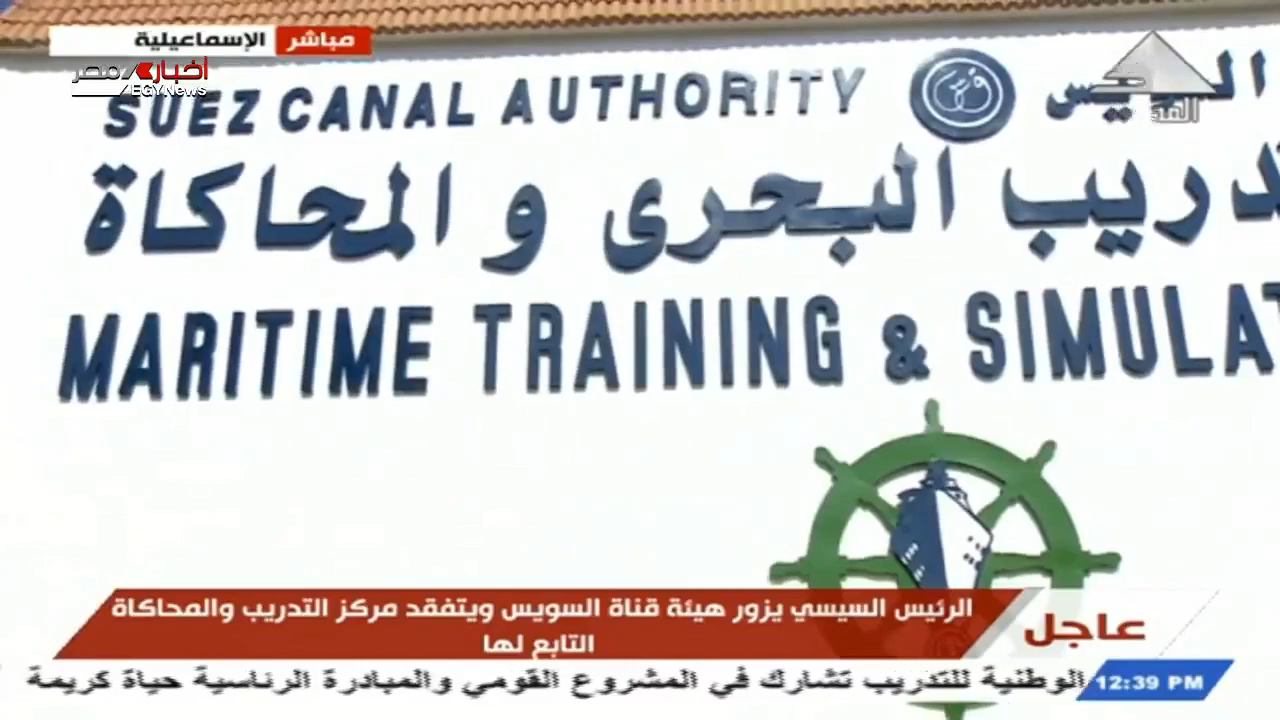 الإسماعيلية مباشر
أخبار مصر
EGYNews
SUEZ CANAL AUTHORITY
دريب البحرى و المحاكاة
MARITIME TRAINING & SIMULAT
عاجل
الرئيس السيسي يزور هيئة قناة السويس ويتفقد مركز التدريب والمحاكاة
التابع لها
12:39 PM
الوطنية للتدريب تشارك في المشروع القومي والمبادرة الرئاسية حياة كريمة